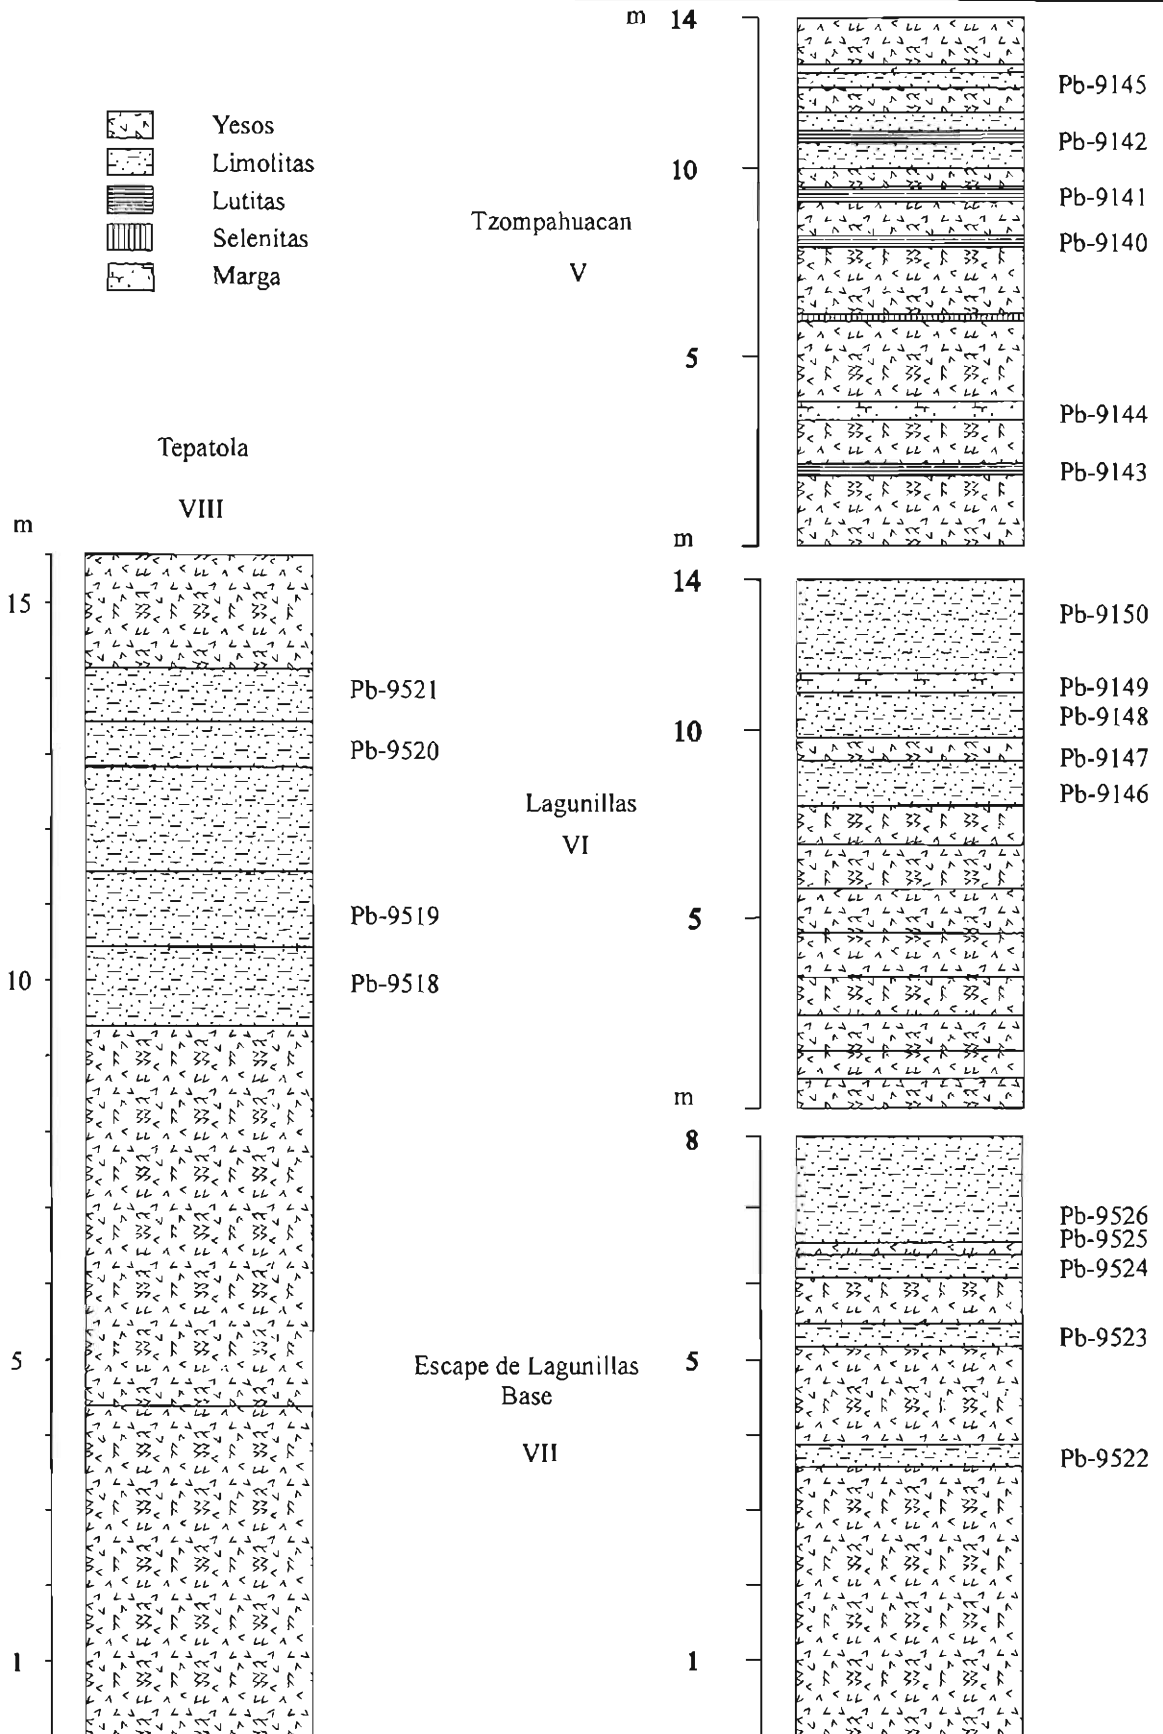 Yesos
Limolitas
Lutitas
Selenitas
Marga
Tepatola
VIII
m
15
10
5
1
Pb-9521
Pb-9520
Pb-9519
Pb-9518
m 14
10
5
m
Tzompahuacan
V
Pb-9145
Pb-9142
Pb-9141
Pb-9140
Pb-9144
Pb-9143
14
10
5
m
Lagunillas
VI
Pb-9150
Pb-9149
Pb-9148
Pb-9147
Pb-9146
8
5
1
Escape de Lagunillas
Base
VII
Pb-9526
Pb-9525
Pb-9524
Pb-9523
Pb-9522